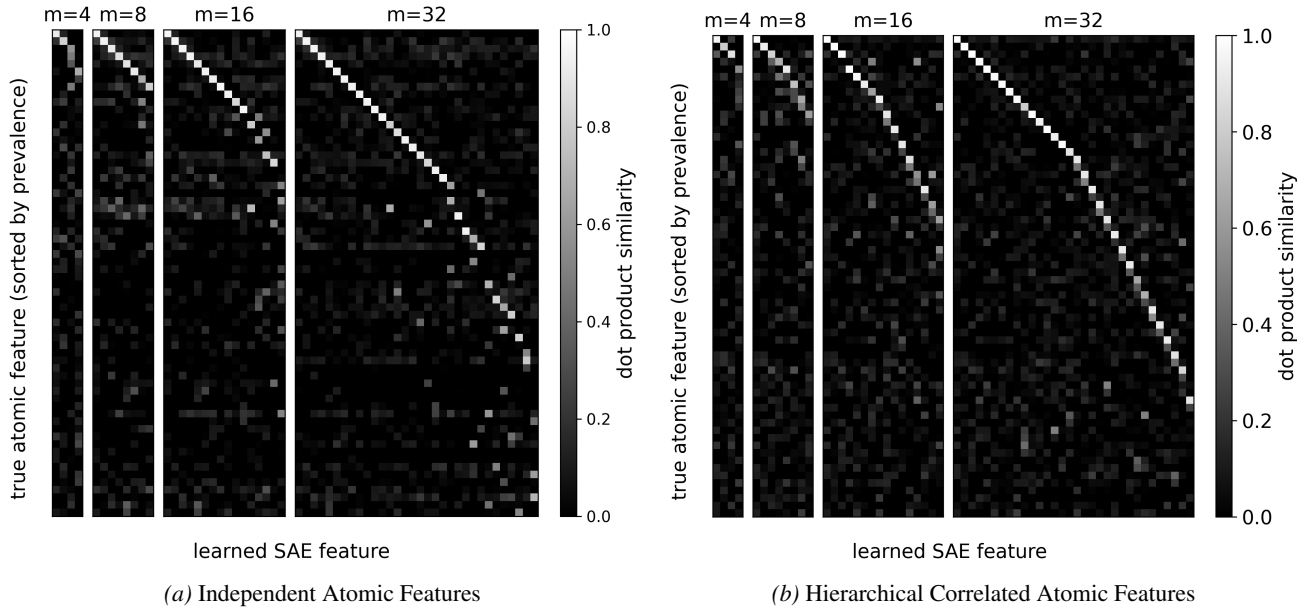 m=4 m=8 m=16 m=32
true atomic feature (sorted by prevalence)
1.0
0.8
0.6
0.4
0.2
0.0
dot product similarity
learned SAE feature
(a) Independent Atomic Features
m=4 m=8 m=16 m=32
true atomic feature (sorted by prevalence)
1.0
0.8
0.6
0.4
0.2
0.0
dot product similarity
learned SAE feature
(b) Hierarchical Correlated Atomic Features